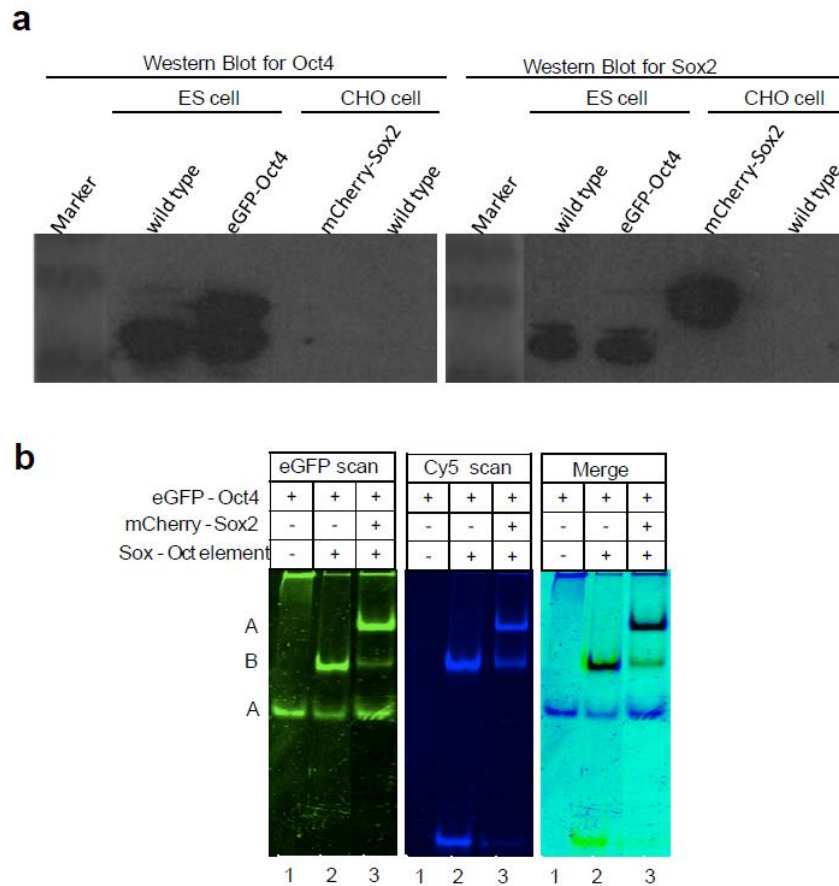 a
Western Blot for Oct4 Western Blot for Sox2
ES cell CHO cell ES cell CHO cell
Marker wild type eGFP-Oct4 mCherry-Sox2 wild type Marker wild type eGFP-Oct4 mCherry-Sox2 wild type
b
eGFP scan Cy5 scan Merge
eGFP - Oct4 + + + + + + + + +
mCherry - Sox2 - - + - - + - - +
Sox - Oct element - + + - + + - + +
A
B
A
1 2 3 1 2 3 1 2 3